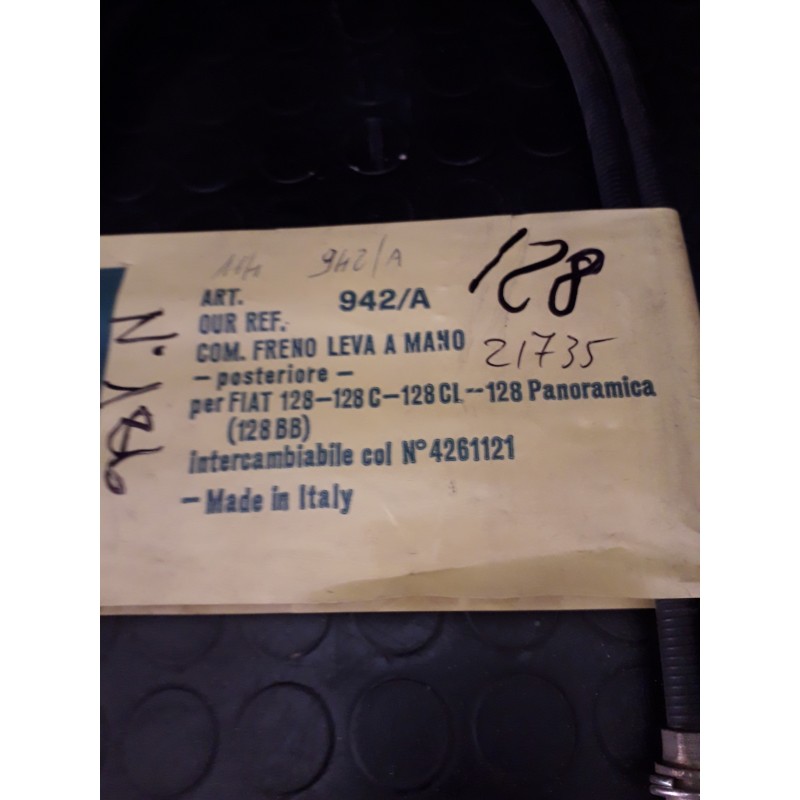 942/A
128
ART. 942/A
OUR REF.
COM. FRENO LEVA A MANO
21735
– posteriore –
per FIAT 128–128 C–128 CL.–128 Panoramica
(128 BB)
Intercambiabile col N° 4261121
– Made in Italy
N°